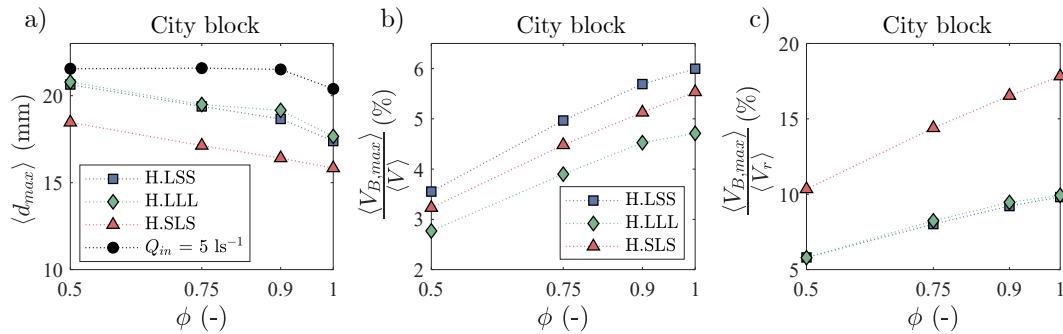 a)
City block
20
15
10
⟨d_max⟩ (mm)
H.LSS
H.LLL
H.SLS
Q_in = 5 ls⁻¹
0.5 0.75 0.9 1
ϕ (-)
b)
City block
6
5
4
3
2
⟨V_B,max⟩/⟨V⟩ (%)
H.LSS
H.LLL
H.SLS
0.5 0.75 0.9 1
ϕ (-)
c)
City block
20
15
10
5
⟨V_B,max⟩/⟨V_r⟩ (%)
0.5 0.75 0.9 1
ϕ (-)